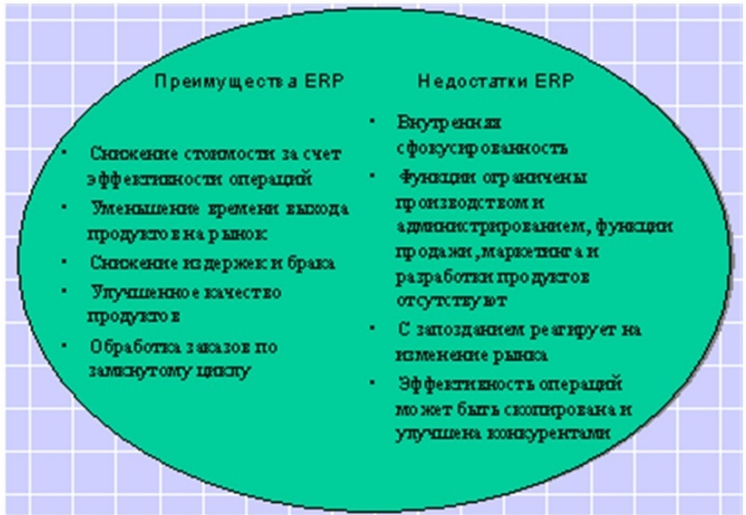 Преимущества ERP
Снижение стоимости за счет
эффективности операций
Уменьшение времени выхода
продуктов на рынок
Снижение издержек и брака
Улучшенное качество
продуктов
Обработка заказов по
замкнутому циклу
Недостатки ERP
Внутренняя
сфокусированность
Функции ограничены
производством и
администрированием, функции
продажи, маркетинга и
разработки продуктов
отсутствуют
С запозданием реагирует на
изменение рынка
Эффективность операций
может быть скопирована и
улучшена конкурентами